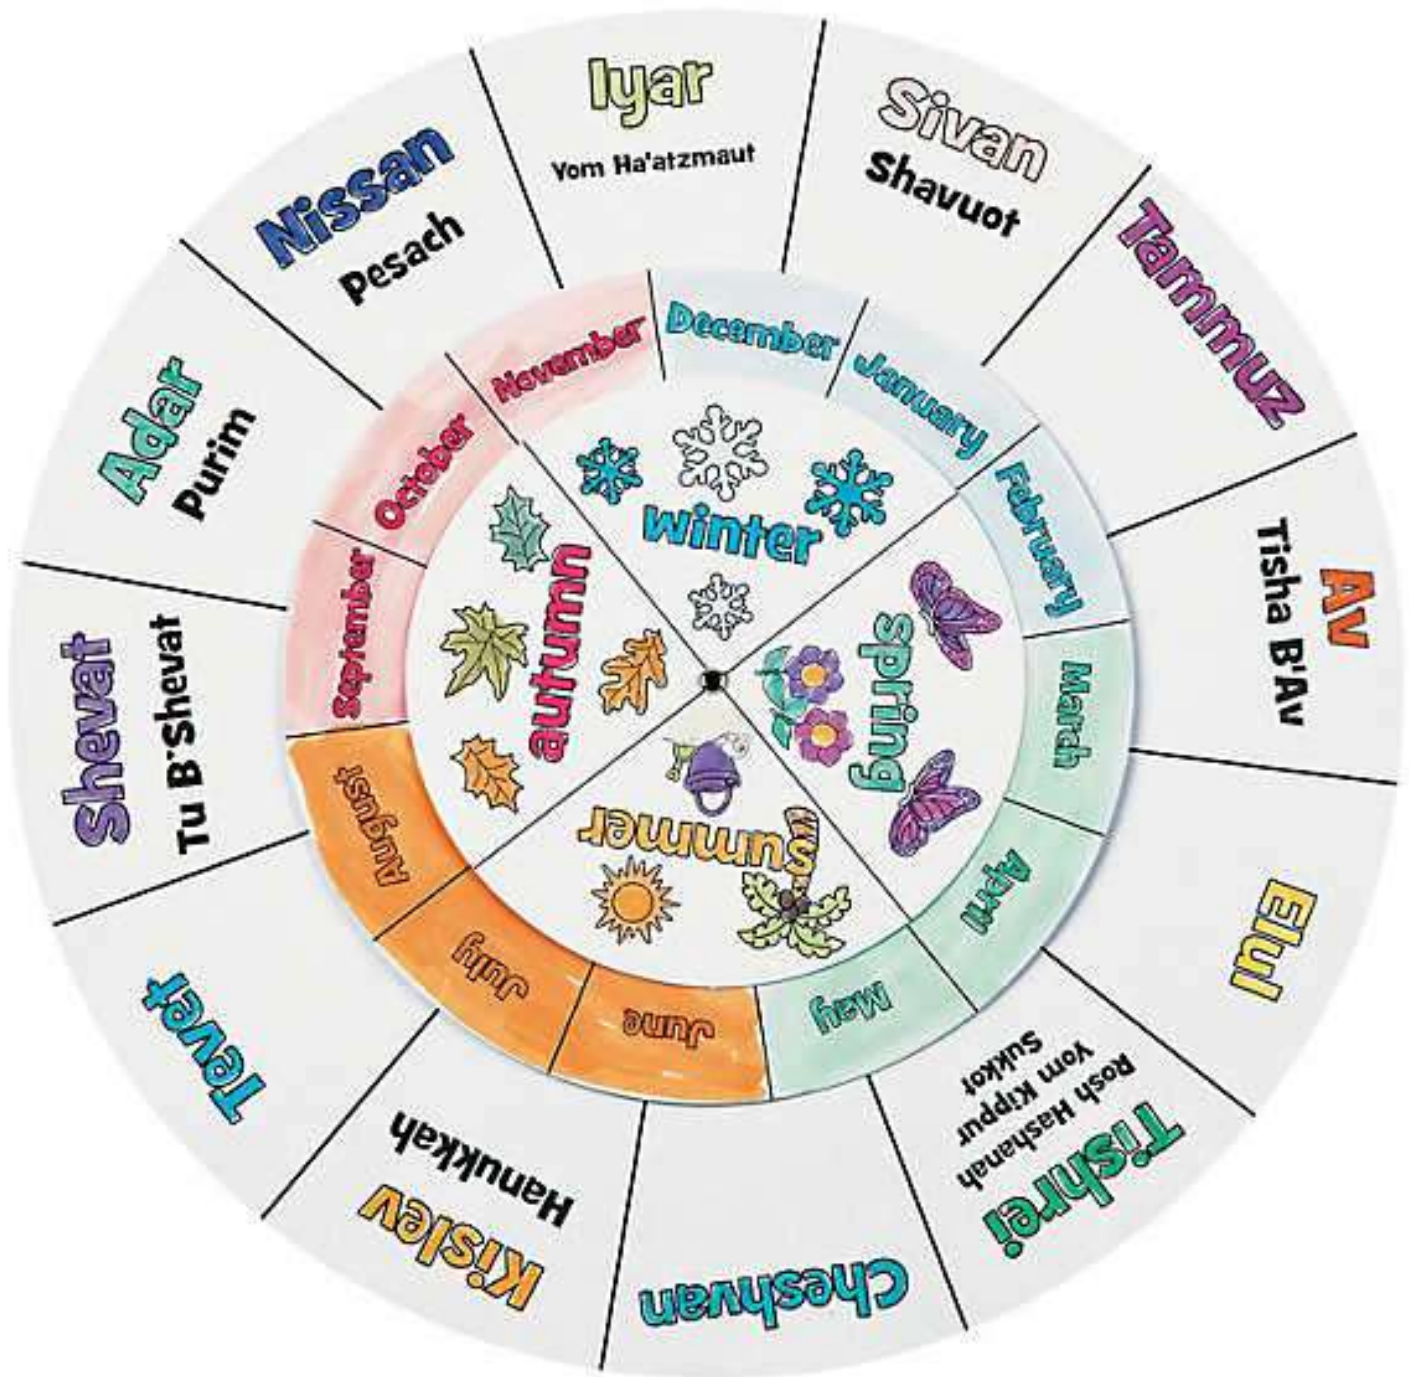 Iyar
Yom Ha'atzmaut
Sivan
Shavuot
Tammuz
Av
Tisha B'Av
Elul
Tishrei
Rosh Hashanah
Yom Kippur
Sukkot
Cheshvan
Kislev
Hanukkah
Tevet
Shevat
Tu B'Shevat
Adar
Purim
Nissan
Pesach
December
January
February
March
April
May
June
July
August
September
October
November
winter
spring
summer
autumn